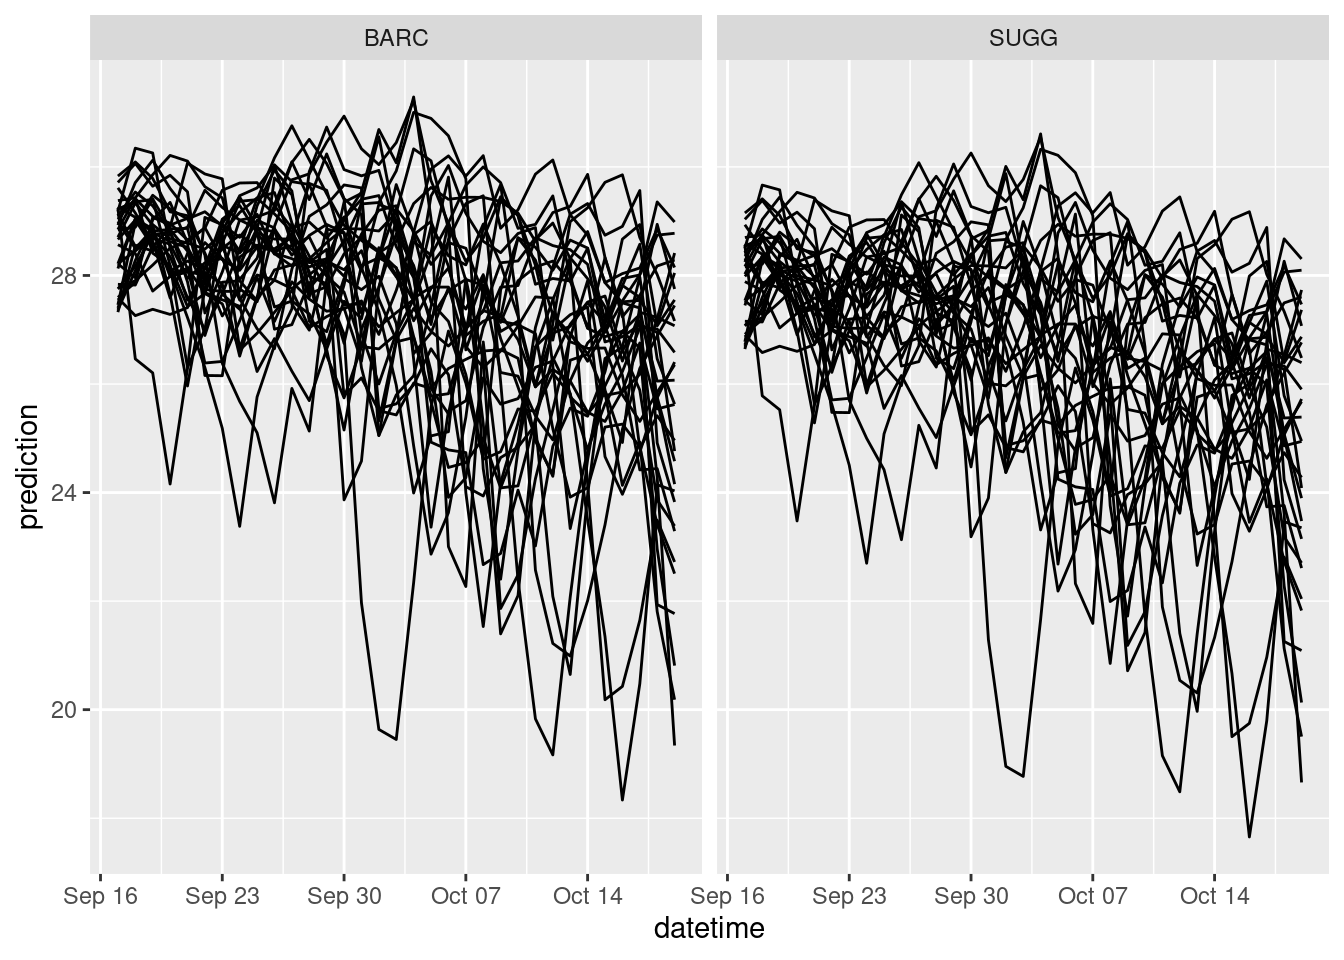 BARC
SUGG
prediction
28
24
20
Sep 16
Sep 23
Sep 30
Oct 07
Oct 14
Sep 16
Sep 23
Sep 30
Oct 07
Oct 14
datetime